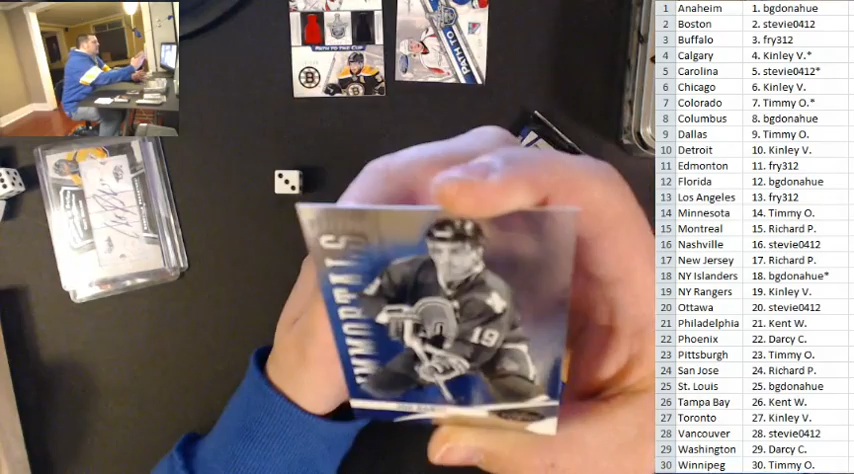 1 Anaheim 1. bgdonahue
2 Boston 2. stevie0412
3 Buffalo 3. fry312
4 Calgary 4. Kinley V.*
5 Carolina 5. stevie0412*
6 Chicago 6. Kinley V.
7 Colorado 7. Timmy O.*
8 Columbus 8. bgdonahue
9 Dallas 9. Timmy O.
10 Detroit 10. Kinley V.
11 Edmonton 11. fry312
12 Florida 12. bgdonahue
13 Los Angeles 13. fry312
14 Minnesota 14. Timmy O.
15 Montreal 15. Richard P.
16 Nashville 16. stevie0412
17 New Jersey 17. Richard P.
18 NY Islanders 18. bgdonahue*
19 NY Rangers 19. Kinley V.
20 Ottawa 20. stevie0412
21 Philadelphia 21. Kent W.
22 Phoenix 22. Darcy C.
23 Pittsburgh 23. Timmy O.
24 San Jose 24. Richard P.
25 St. Louis 25. bgdonahue
26 Tampa Bay 26. Kent W.
27 Toronto 27. Kinley V.
28 Vancouver 28. stevie0412
29 Washington 29. Darcy C.
30 Winnipeg 30. Timmy O.
PATH TO THE CUP
PATH TO
IMMORTALS
19